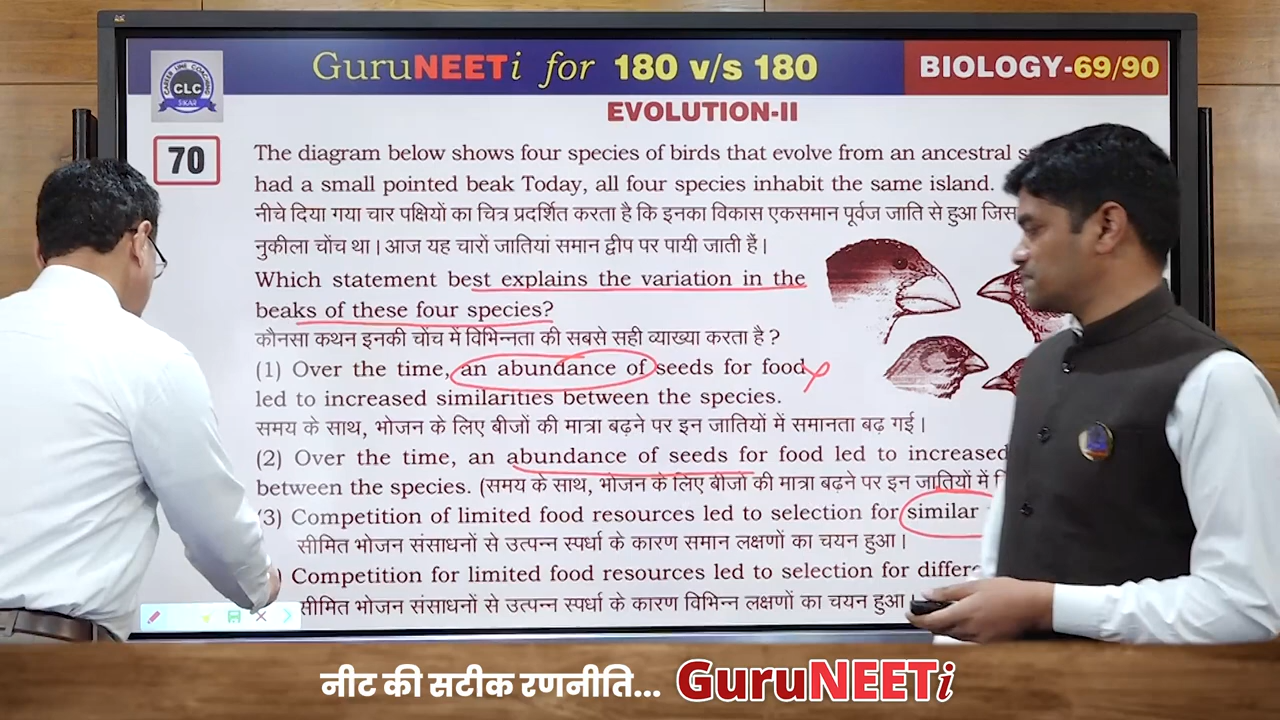 GuruNEETi for 180 v/s 180
BIOLOGY-69/90
CAREER LINE COACHING
CLC
SIKAR
EVOLUTION-II
70
The diagram below shows four species of birds that evolve from an ancestral
had a small pointed beak Today, all four species inhabit the same island.
नीचे दिया गया चार पक्षियों का चित्र प्रदर्शित करता है कि इनका विकास एकसमान पूर्वज जाति से हुआ जिस
नुकीला चोंच था। आज यह चारों जातियां समान द्वीप पर पायी जाती हैं।
Which statement best explains the variation in the
beaks of these four species?
कौनसा कथन इनकी चोंच में विभिन्नता की सबसे सही व्याख्या करता है ?
(1) Over the time, an abundance of seeds for food
led to increased similarities between the species.
समय के साथ, भोजन के लिए बीजों की मात्रा बढ़ने पर इन जातियों में समानता बढ़ गई।
(2) Over the time, an abundance of seeds for food led to increased
between the species. (समय के साथ, भोजन के लिए बीजों की मात्रा बढ़ने पर इन जातियों में
(3) Competition of limited food resources led to selection for similar
सीमित भोजन संसाधनों से उत्पन्न स्पर्धा के कारण समान लक्षणों का चयन हुआ।
) Competition for limited food resources led to selection for differe
सीमित भोजन संसाधनों से उत्पन्न स्पर्धा के कारण विभिन्न लक्षणों का चयन हुआ
नीट की सटीक रणनीति... GuruNEETi